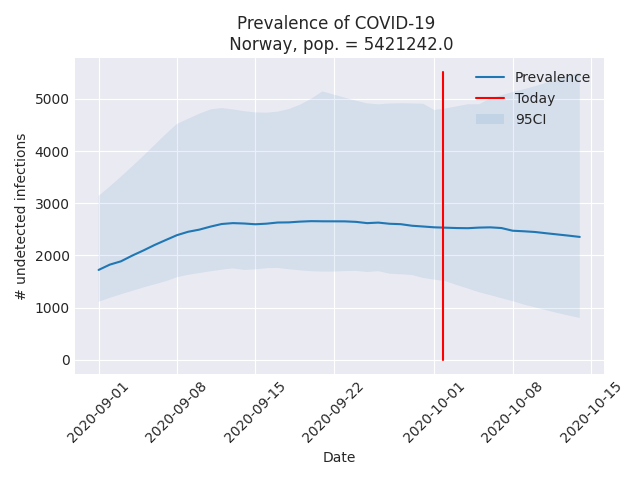 Prevalence of COVID-19
Norway, pop. = 5421242.0
Prevalence
Today
95CI
5000
4000
3000
2000
1000
0
# undetected infections
2020-09-01
2020-09-08
2020-09-15
2020-09-22
2020-10-01
2020-10-08
2020-10-15
Date